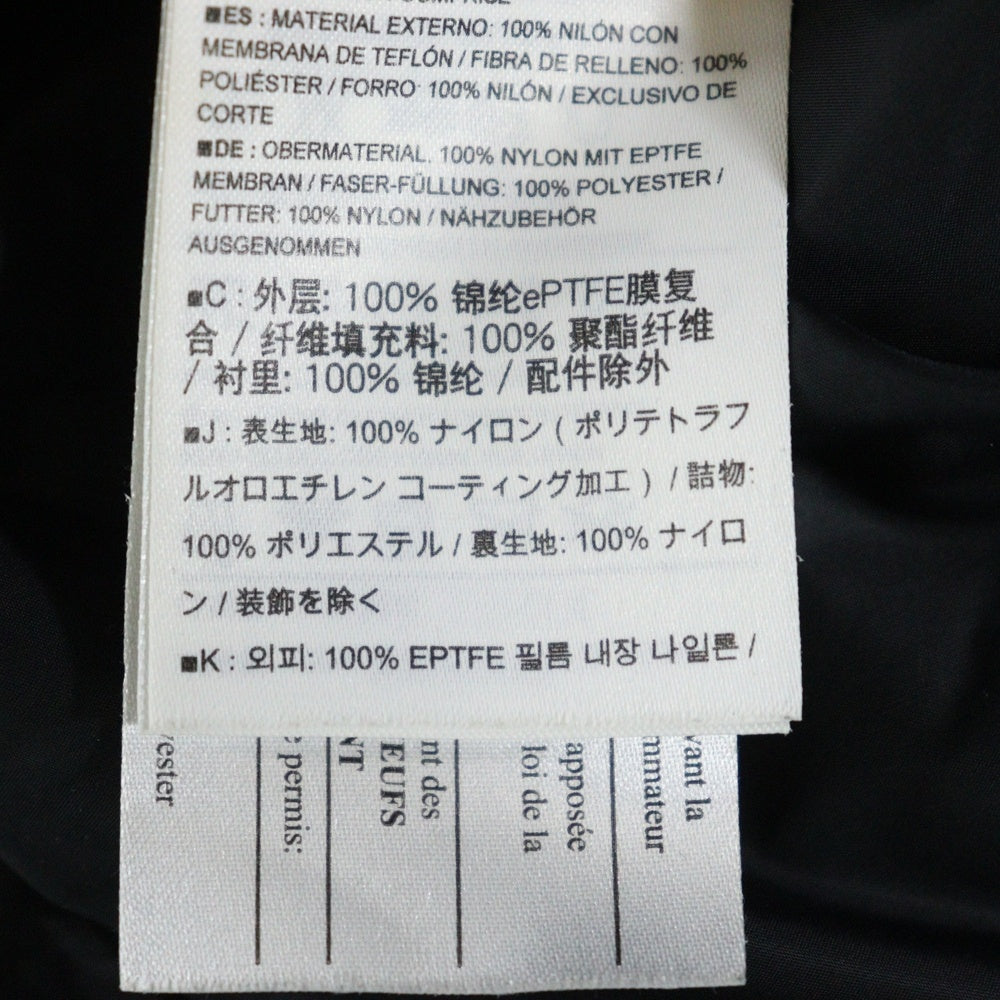 ■ES : MATERIAL EXTERNO: 100% NILÓN CON
MEMBRANA DE TEFLÓN / FIBRA DE RELLENO: 100%
POLIÉSTER / FORRO: 100% NILÓN / EXCLUSIVO DE
CORTE
■DE : OBERMATERIAL. 100% NYLON MIT EPTFE
MEMBRAN / FASER-FÜLLUNG: 100% POLYESTER /
FUTTER: 100% NYLON / NÄHZUBEHÖR
AUSGENOMMEN
■C : 外层: 100% 锦纶ePTFE膜复
合 / 纤维填充料: 100% 聚酯纤维
/ 衬里: 100% 锦纶 / 配件除外
■J : 表生地: 100% ナイロン ( ポリテトラフ
ルオロエチレン コーティング加工 ) / 詰物:
100% ポリエステル / 裏生地: 100% ナイロ
ン / 装飾を除く
■K : 외피: 100% EPTFE 필름 내장 나일론 /
vant la
mmateur
apposée
loi de la
nt des
EUFS
NT
permis:
ester